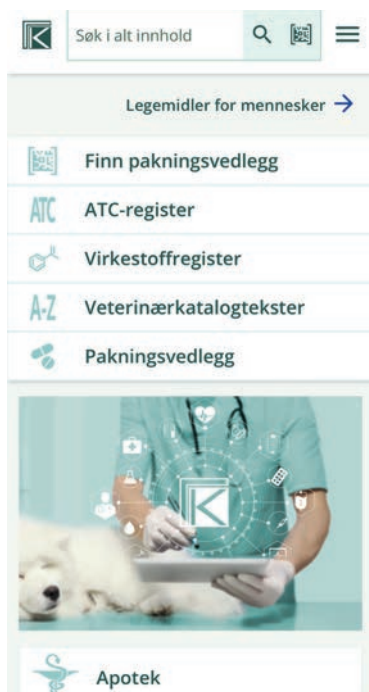 Søk i alt innhold
Legemidler for mennesker
Finn pakningsvedlegg
ATC ATC-register
Virkestoffregister
A-Z Veterinærkatalogtekster
Pakningsvedlegg
Apotek